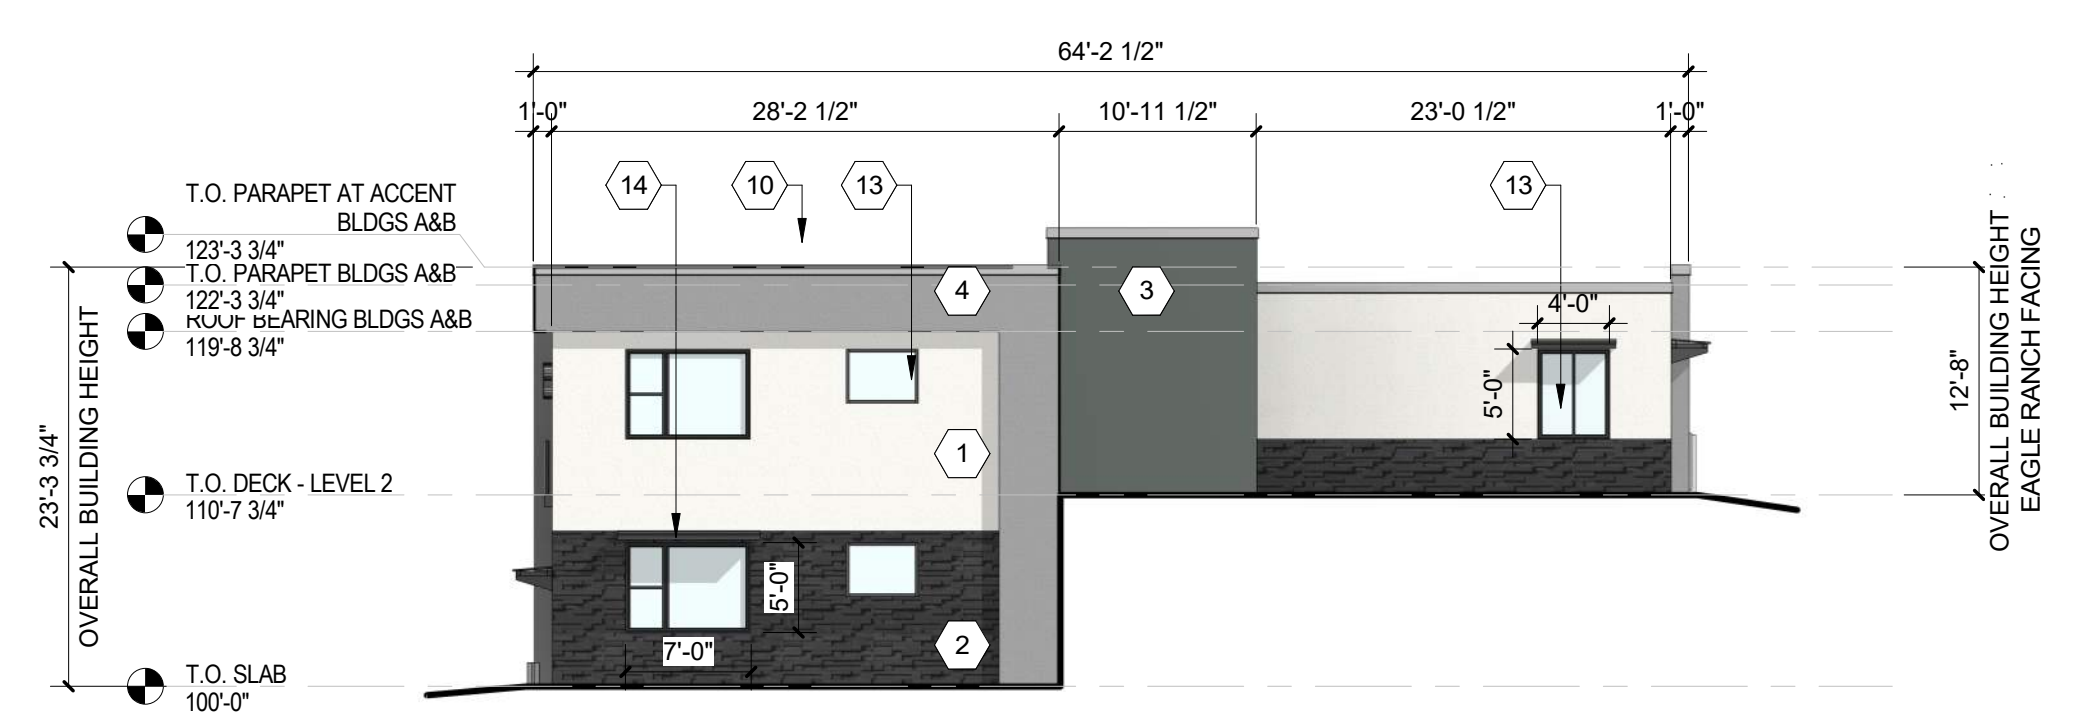 64'-2 1/2"
1'-0"
28'-2 1/2"
10'-11 1/2"
23'-0 1/2"
1'-0"
14
10
13
13
T.O. PARAPET AT ACCENT
BLDGS A&B
123'-3 3/4"
T.O. PARAPET BLDGS A&B
122'-3 3/4"
ROOF BEARING BLDGS A&B
119'-8 3/4"
4
3
4'-0"
5'-0"
1
T.O. DECK - LEVEL 2
110'-7 3/4"
5'-0"
7'-0"
2
T.O. SLAB
100'-0"
23'-3 3/4"
OVERALL BUILDING HEIGHT
12'-8"
OVERALL BUILDING HEIGHT
EAGLE RANCH FACING